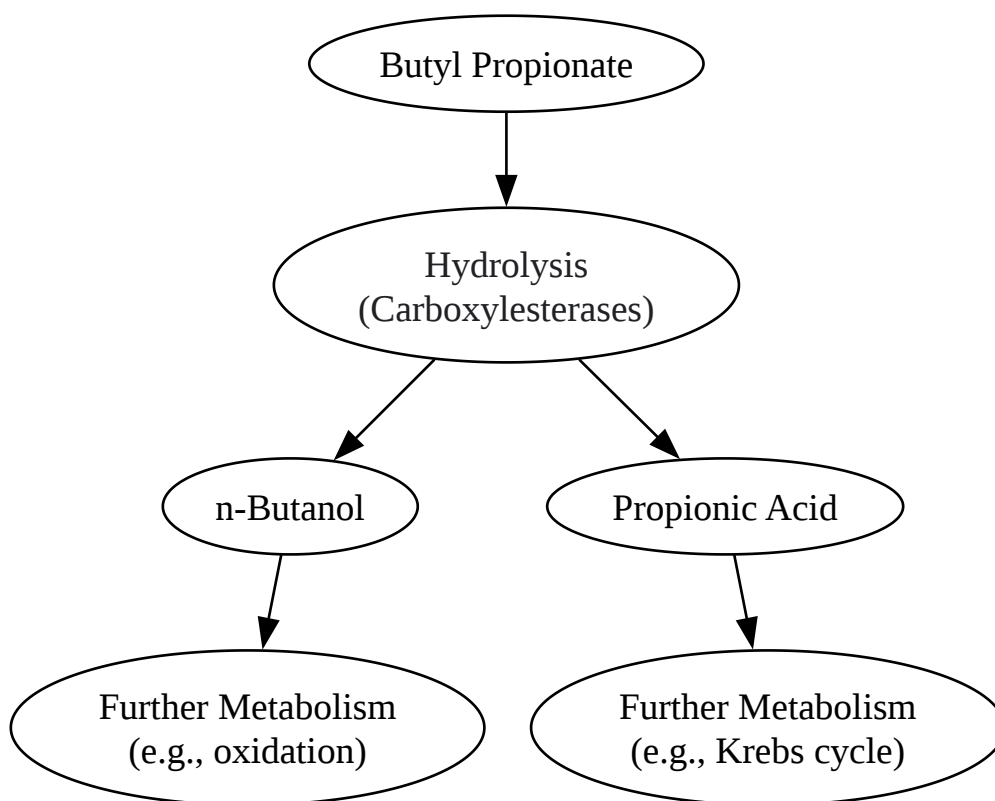 Butyl Propionate
Hydrolysis
(Carboxylesterases)
n-Butanol
Propionic Acid
Further Metabolism
(e.g., oxidation)
Further Metabolism
(e.g., Krebs cycle)